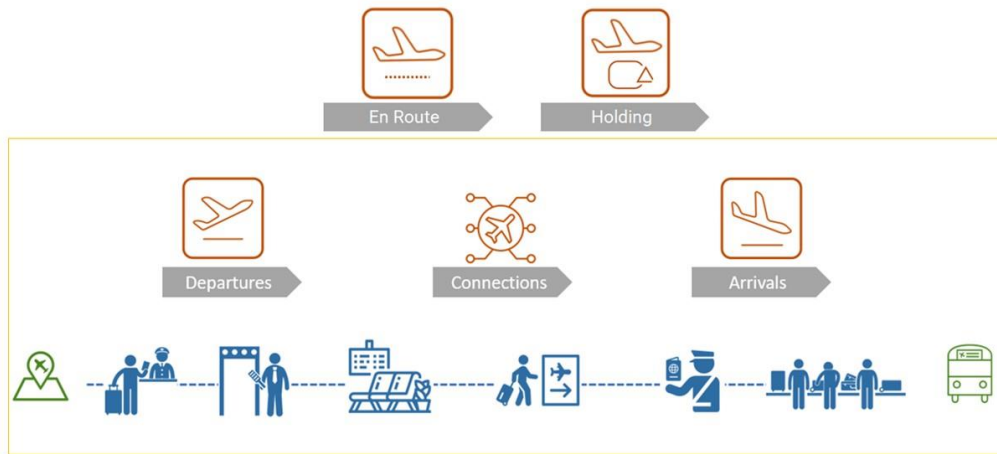 En Route
Holding
Departures
Connections
Arrivals